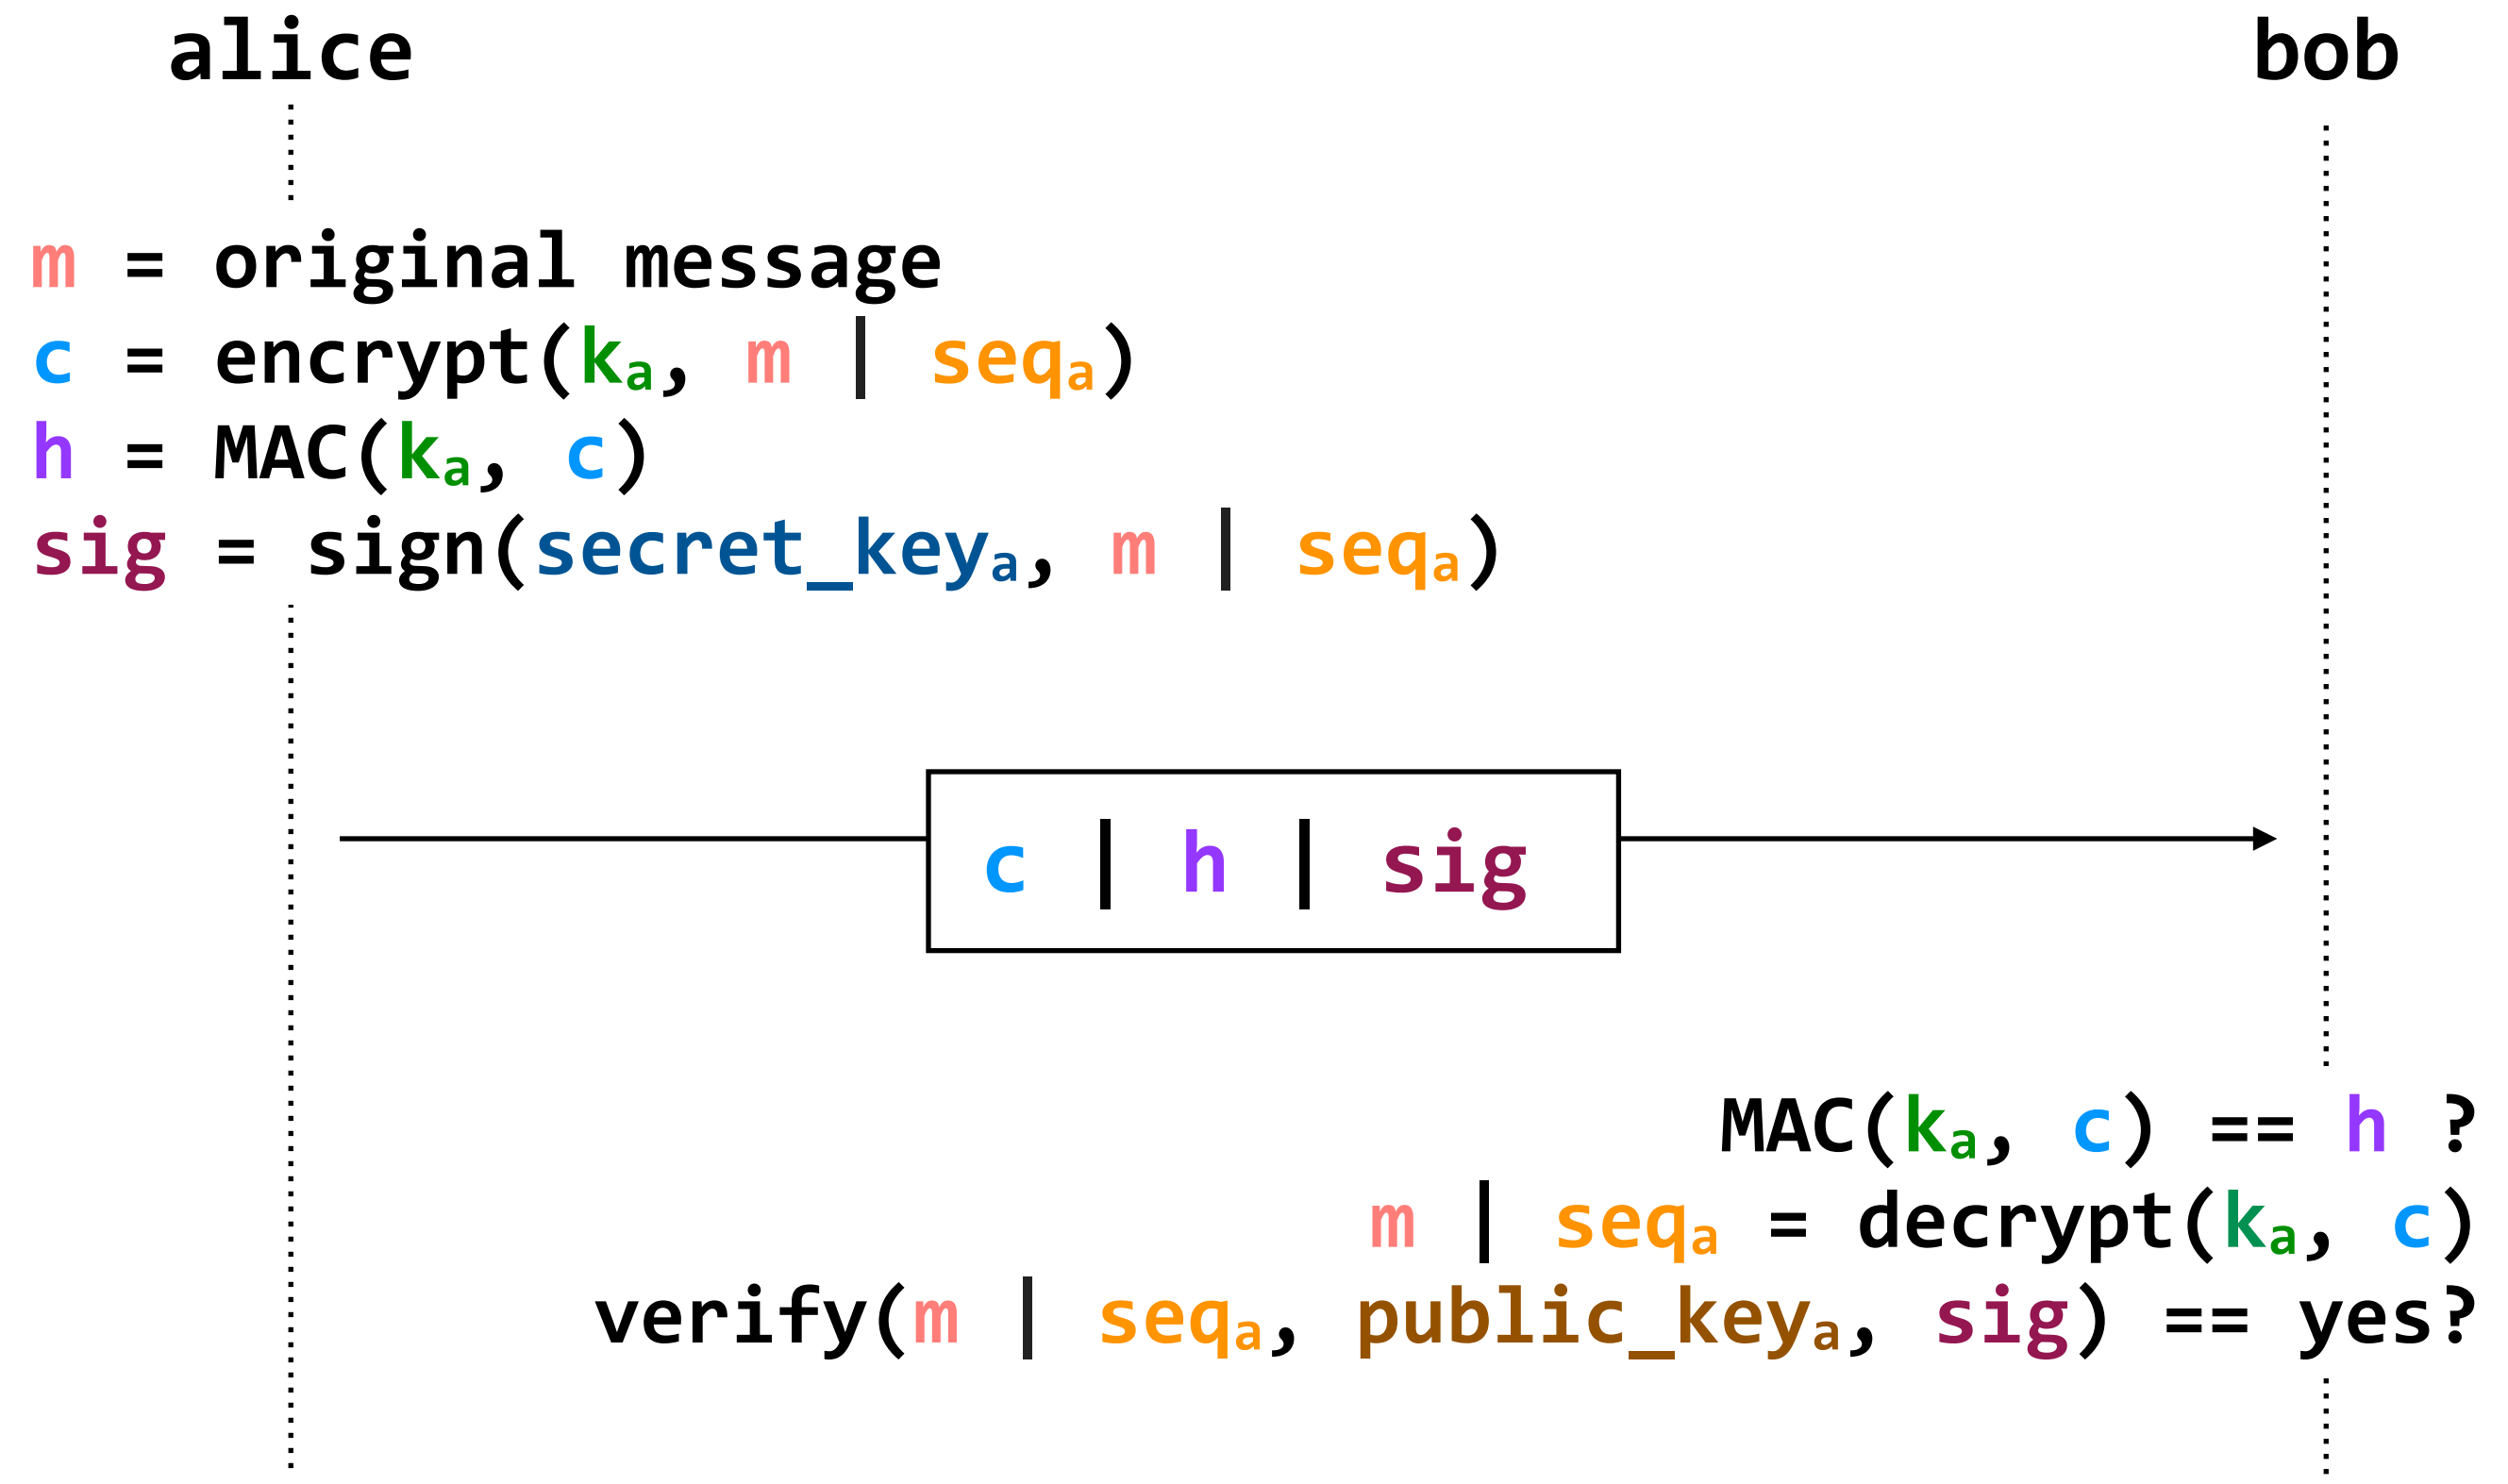 alice bob
m = original message
c = encrypt(kₐ, m | seqₐ)
h = MAC(kₐ, c)
sig = sign(secret_keyₐ, m | seqₐ)
c | h | sig
MAC(kₐ, c) == h ?
m | seqₐ = decrypt(kₐ, c)
verify(m | seqₐ, public_keyₐ, sig) == yes?